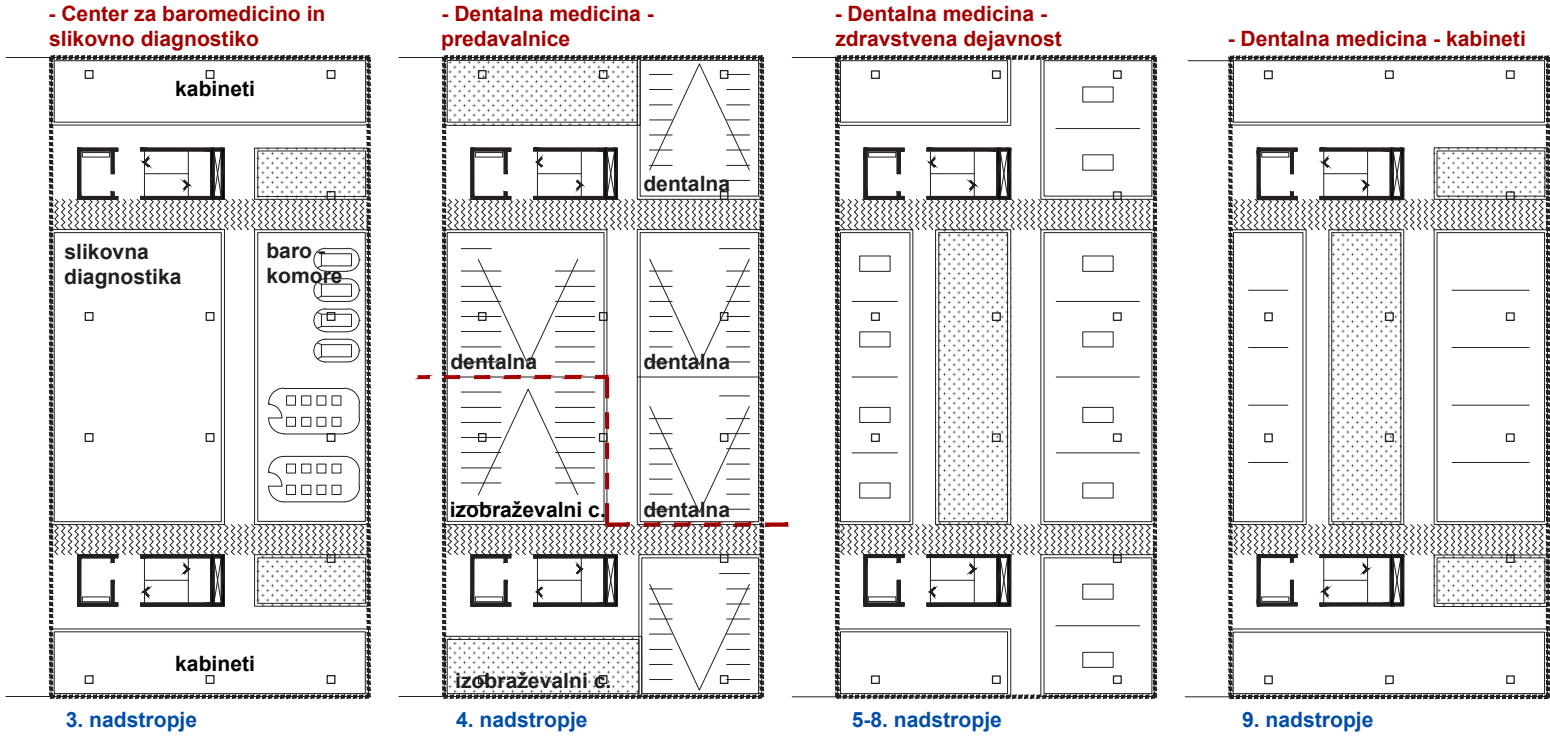 - Center za baromedicino in
slikovno diagnostiko
kabineti
slikovna
diagnostika
baro -
komore
kabineti
3. nadstropje
- Dentalna medicina -
predavalnice
dentalna
dentalna
dentalna
izobraževalni c.
dentalna
izobraževalni c.
4. nadstropje
- Dentalna medicina -
zdravstvena dejavnost
5-8. nadstropje
- Dentalna medicina - kabineti
9. nadstropje